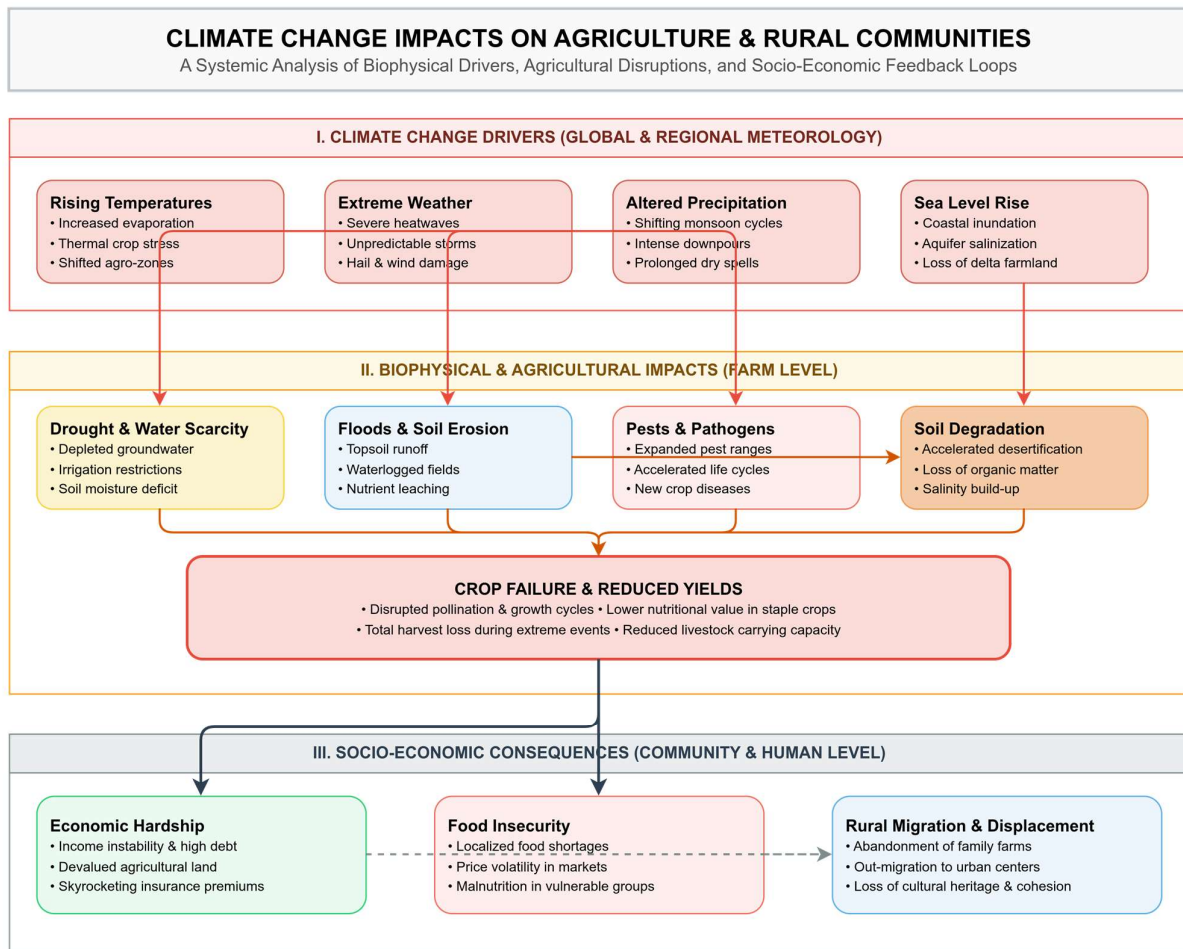 CLIMATE CHANGE IMPACTS ON AGRICULTURE & RURAL COMMUNITIES
A Systemic Analysis of Biophysical Drivers, Agricultural Disruptions, and Socio-Economic Feedback Loops
I. CLIMATE CHANGE DRIVERS (GLOBAL & REGIONAL METEOROLOGY)
Rising Temperatures
• Increased evaporation
• Thermal crop stress
• Shifted agro-zones
Extreme Weather
• Severe heatwaves
• Unpredictable storms
• Hail & wind damage
Altered Precipitation
• Shifting monsoon cycles
• Intense downpours
• Prolonged dry spells
Sea Level Rise
• Coastal inundation
• Aquifer salinization
• Loss of delta farmland
II. BIOPHYSICAL & AGRICULTURAL IMPACTS (FARM LEVEL)
Drought & Water Scarcity
• Depleted groundwater
• Irrigation restrictions
• Soil moisture deficit
Floods & Soil Erosion
• Topsoil runoff
• Waterlogged fields
• Nutrient leaching
Pests & Pathogens
• Expanded pest ranges
• Accelerated life cycles
• New crop diseases
Soil Degradation
• Accelerated desertification
• Loss of organic matter
• Salinity build-up
CROP FAILURE & REDUCED YIELDS
• Disrupted pollination & growth cycles • Lower nutritional value in staple crops
• Total harvest loss during extreme events • Reduced livestock carrying capacity
III. SOCIO-ECONOMIC CONSEQUENCES (COMMUNITY & HUMAN LEVEL)
Economic Hardship
• Income instability & high debt
• Devalued agricultural land
• Skyrocketing insurance premiums
Food Insecurity
• Localized food shortages
• Price volatility in markets
• Malnutrition in vulnerable groups
Rural Migration & Displacement
• Abandonment of family farms
• Out-migration to urban centers
• Loss of cultural heritage & cohesion